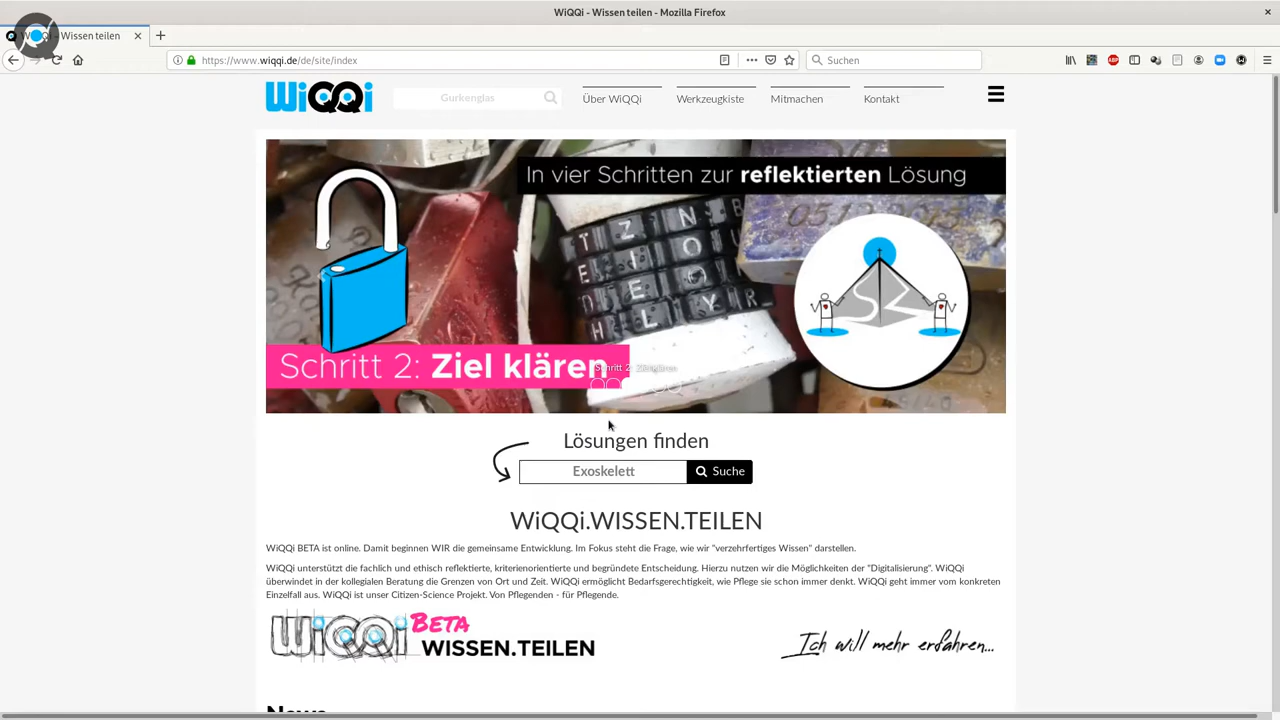 WiQQi - Wissen teilen - Mozilla Firefox
WiQQi - Wissen teilen
https://www.wiqqi.de/de/site/index
Suchen
WiQQi
Gurkenglas
Über WiQQi
Werkzeugkiste
Mitmachen
Kontakt
In vier Schritten zur reflektierten Lösung
Schritt 2: Ziel klären
Lösungen finden
Exoskelett
Suche
WiQQi.WISSEN.TEILEN
WiQQi BETA ist online. Damit beginnen WIR die gemeinsame Entwicklung. Im Fokus steht die Frage, wie wir "verzehrfertiges Wissen" darstellen.
WiQQi unterstützt die fachlich und ethisch reflektierte, kriterienorientierte und begründete Entscheidung. Hierzu nutzen wir die Möglichkeiten der "Digitalisierung". WiQQi
überwindet in der kollegialen Beratung die Grenzen von Ort und Zeit. WiQQi ermöglicht Bedarfsgerechtigkeit, wie Pflege sie schon immer denkt. WiQQi geht immer vom konkreten
Einzelfall aus. WiQQi ist unser Citizen-Science Projekt. Von Pflegenden - für Pflegende.
WiQQi BETA
WISSEN.TEILEN
Ich will mehr erfahren...
News